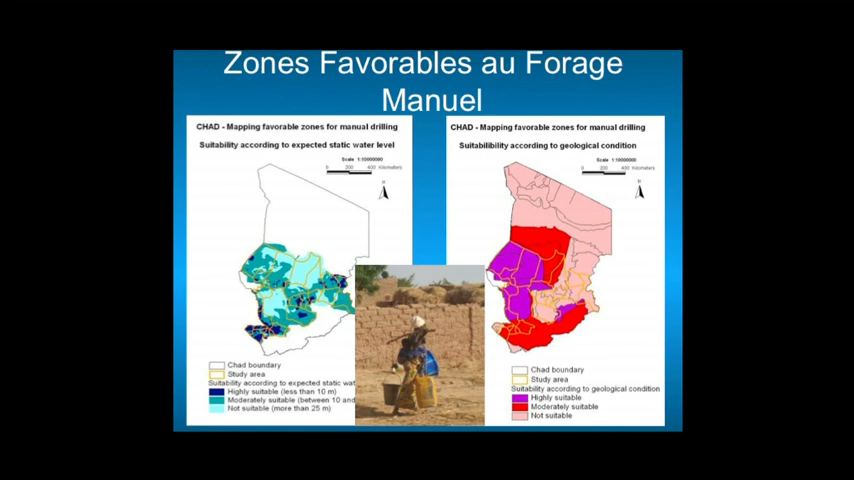 Zones Favorables au Forage
Manuel
CHAD - Mapping favorable zones for manual drilling
Suitability according to expected static water level
Scale 1:10000000
0 200 400 Kilometers
N
Chad boundary
Study area
Suitability according to expected static wat
Highly suitable (less than 10 m)
Moderately suitable (between 10 and
Not suitable (more than 25 m)
CHAD - Mapping favorable zones for manual drilling
Suitabilibility according to geological condition
Scale 1:10000000
0 200 400 Kilometers
N
Chad boundary
Study area
Suitability according to geological condition
Highly suitable
Moderately suitable
Not suitable